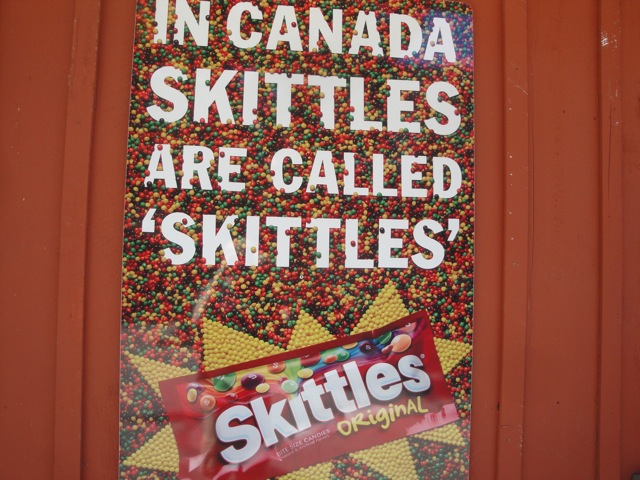 IN CANADA
SKITTLES
ARE CALLED
'SKITTLES'
Skittles
ORiginAL
BITE SIZE CANDIES